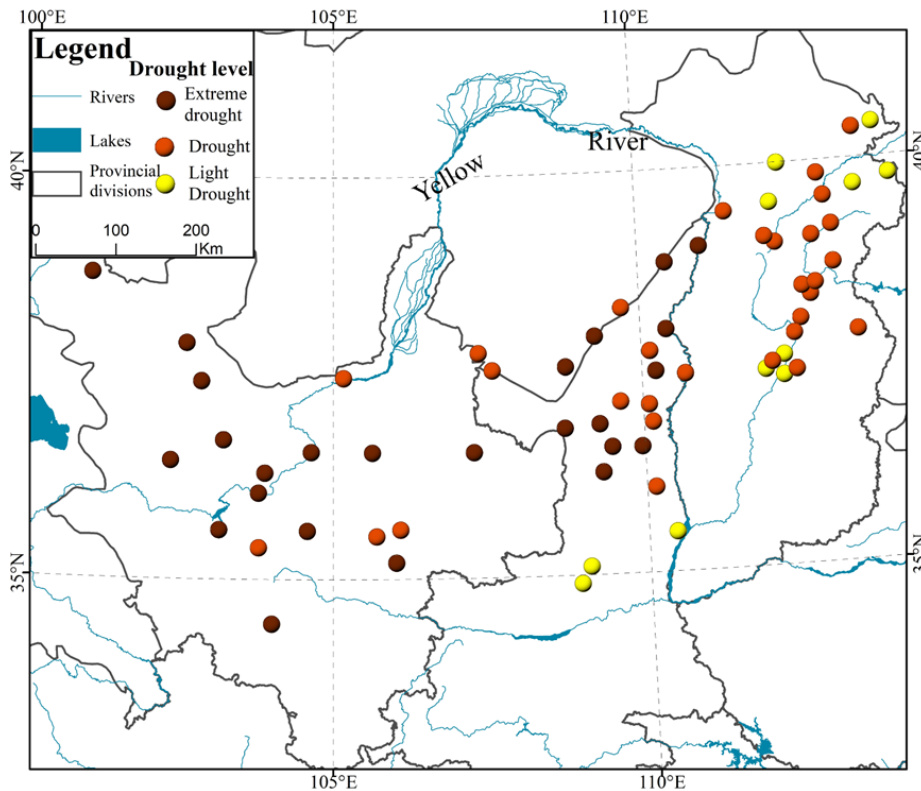 100°E 105°E 110°E
Legend
Drought level
Rivers
Extreme
drought
Lakes
Drought
Provincial
divisions
Light
Drought
0 100 200
Km
Yellow
River
40°N
40°N
35°N
35°N
105°E 110°E